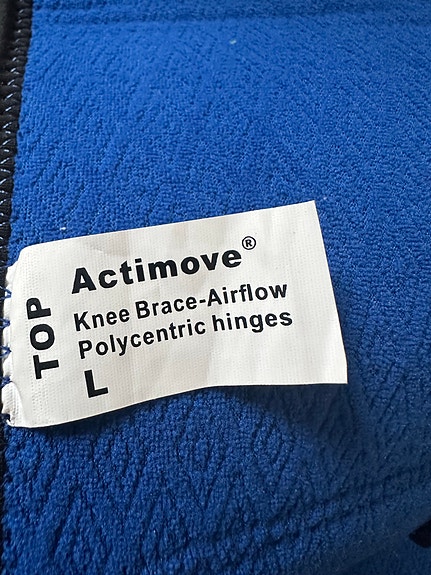 TOP
Actimove®
Knee Brace-Airflow
Polycentric hinges
L